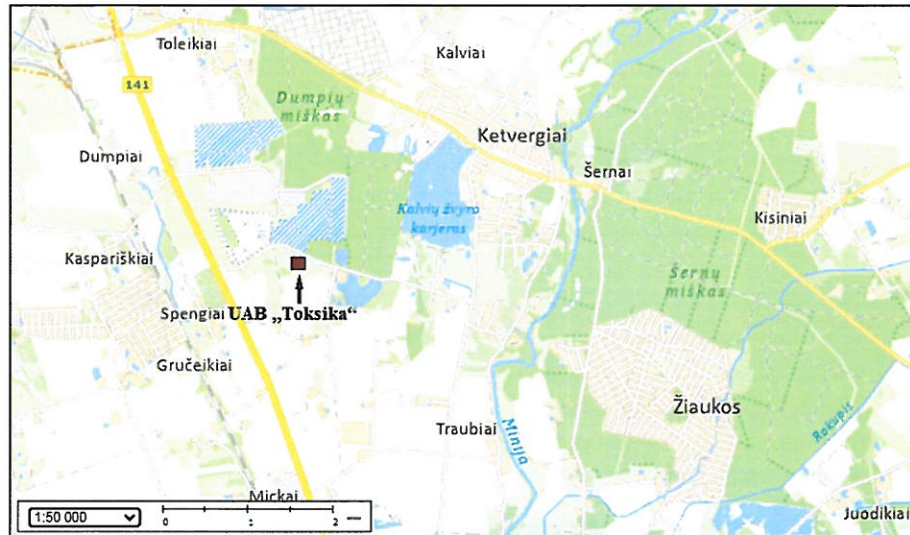 Toleikiai
Kalviai
141
Dumpių
miškas
Ketvergiai
Dumpiai
Šernai
Kalvių žvyro
karjeras
Kisiniai
Kaspariškiai
Šernų
miškas
Spengiai
UAB „Toksika“
Gručeikiai
Žiaukos
Traubiai
Minija
Rokupis
Mickai
1:50 000
0 1 2
Juodikiai